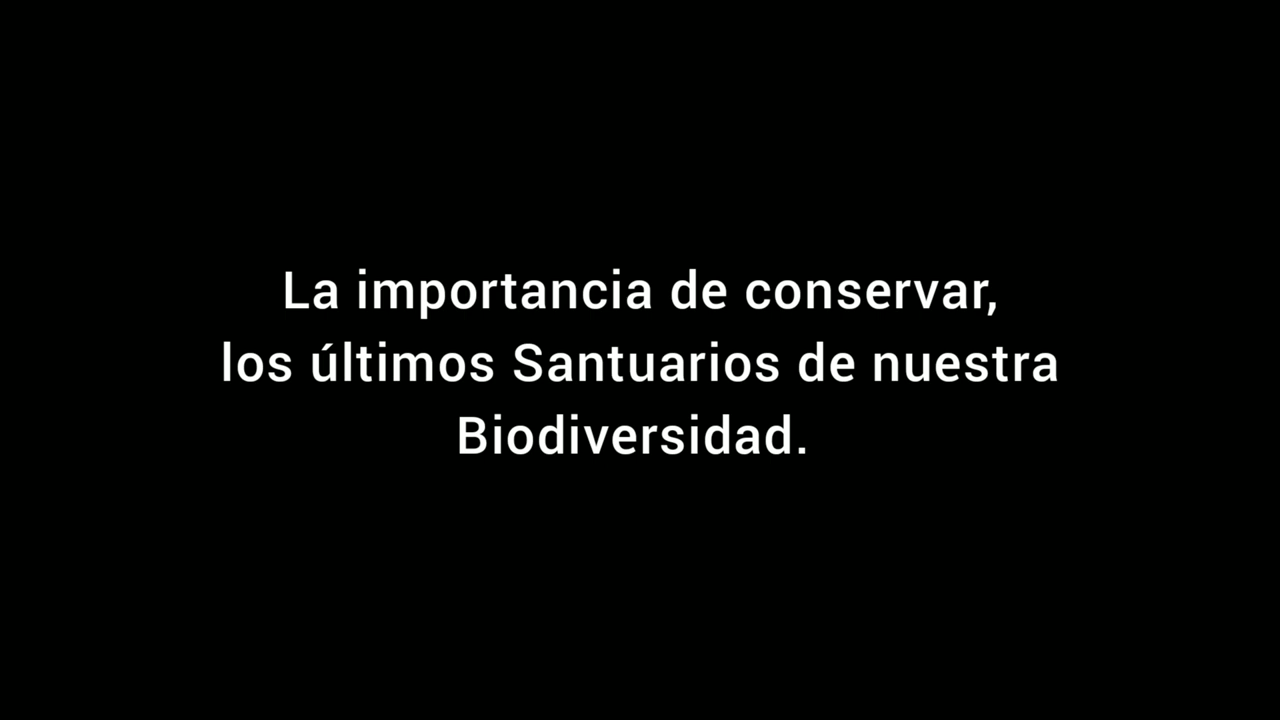 La importancia de conservar,
los últimos Santuarios de nuestra
Biodiversidad.